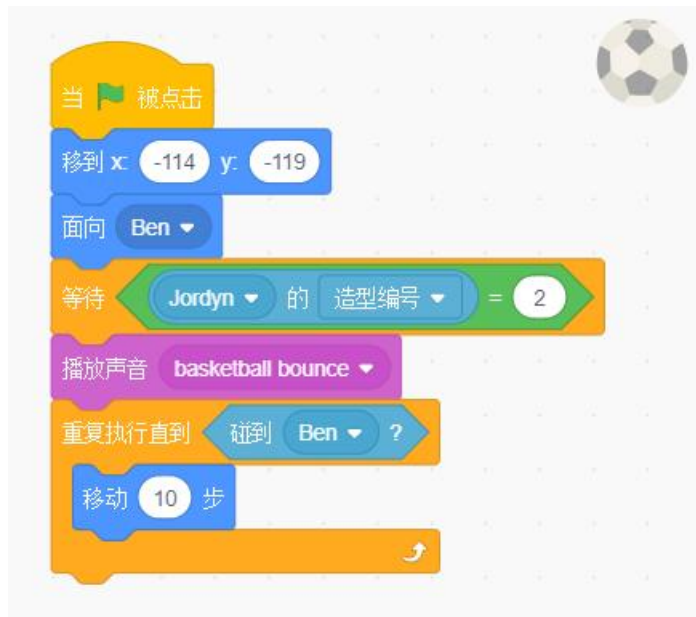 当 被点击
移到 x: -114 y: -119
面向 Ben
等待 Jordyn 的 造型编号 = 2
播放声音 basketball bounce
重复执行直到 碰到 Ben ?
移动 10 步